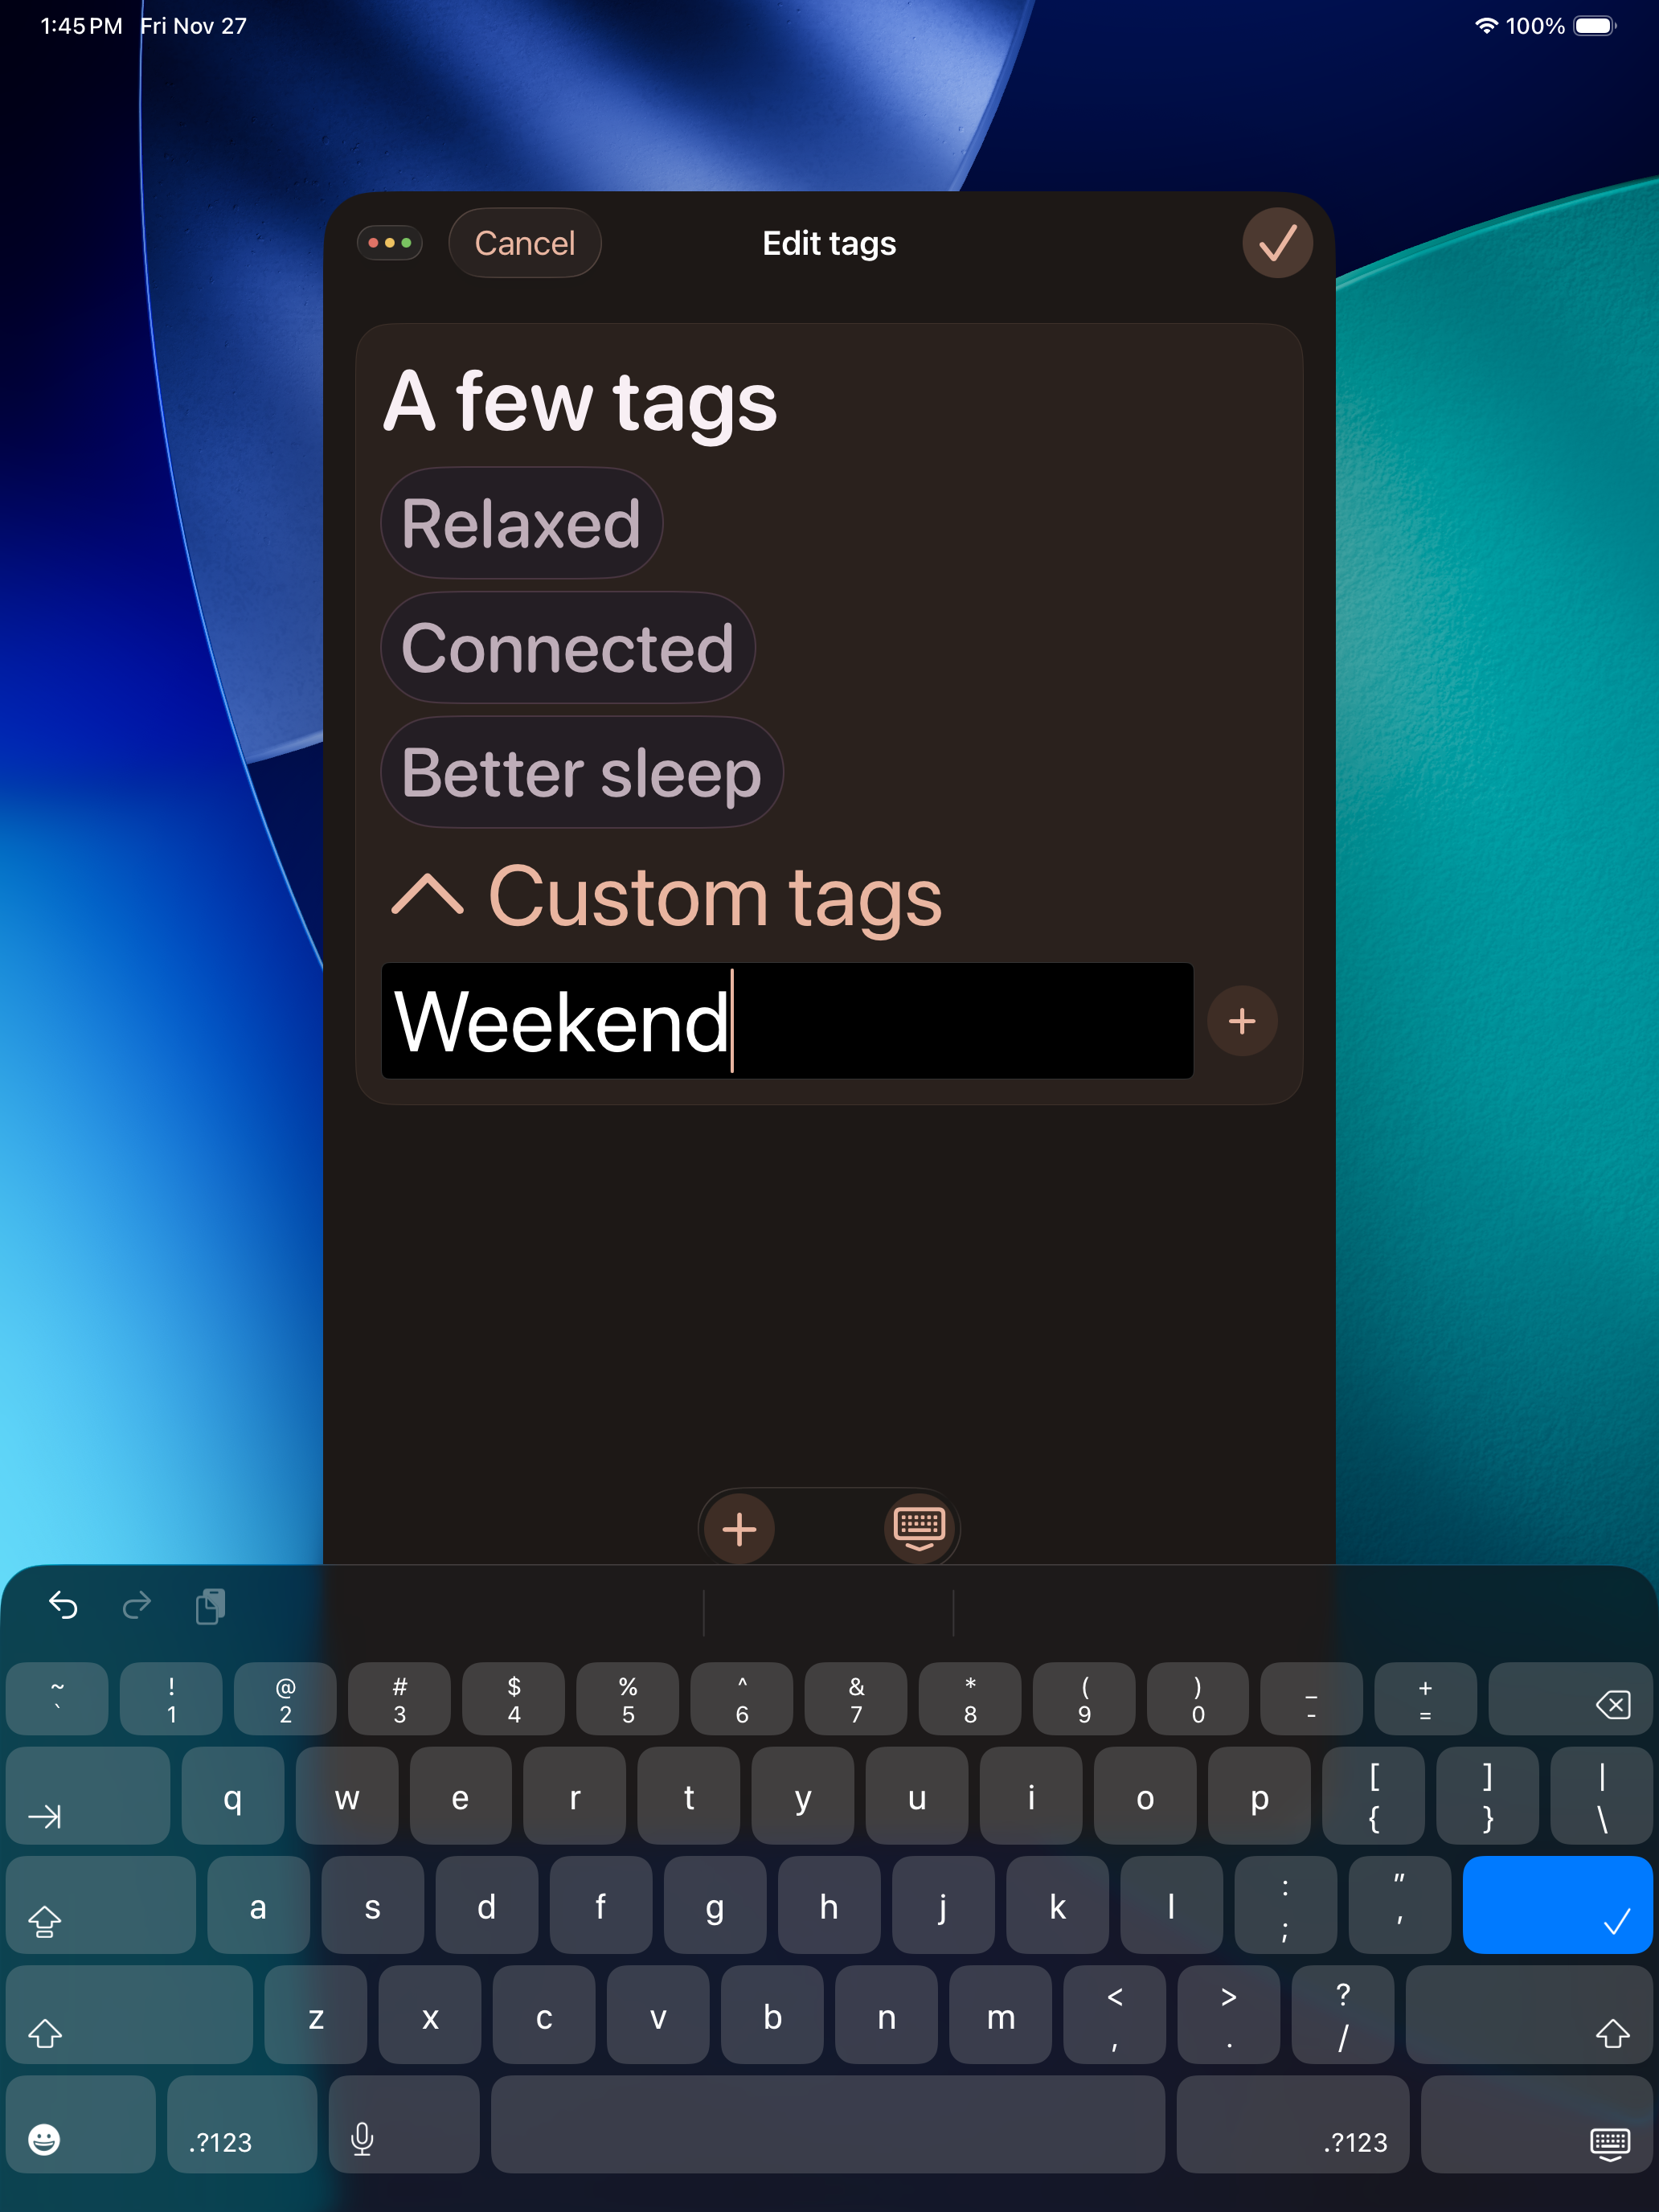 1:45 PM Fri Nov 27
100%
Cancel
Edit tags
A few tags
Relaxed
Connected
Better sleep
Custom tags
Weekend
~ ! @ # $ % ^ & * ( ) _ +
` 1 2 3 4 5 6 7 8 9 0 - =
q w e r t y u i o p [ ] |
{ } \
a s d f g h j k l : "
; '
z x c v b n m < > ?
, . /
.?123 .?123